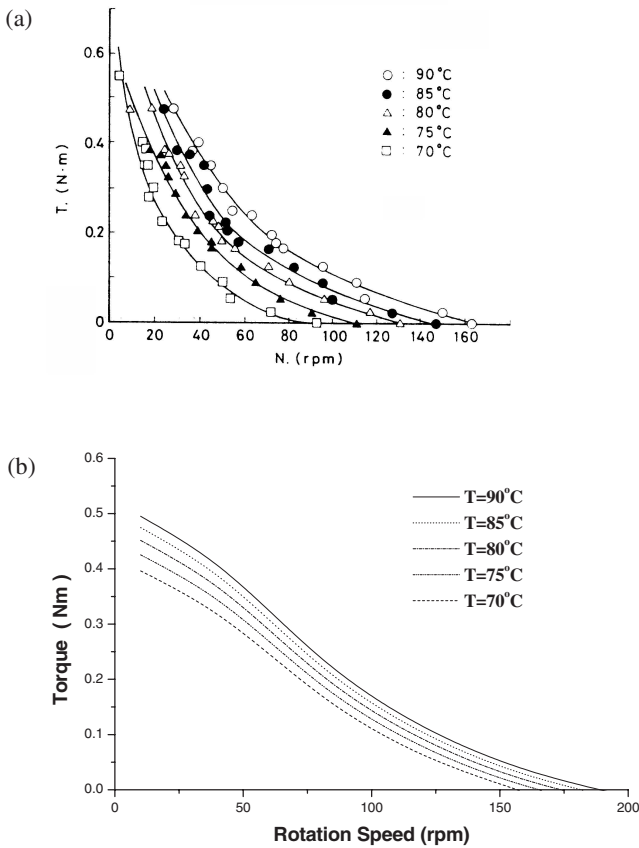 (a)
0.6
0.4
0.2
0
T. (N·m)
○ : 90°C
● : 85°C
△ : 80°C
▲ : 75°C
□ : 70°C
0 20 40 60 80 100 120 140 160
N. (rpm)
(b)
0.6
0.5
0.4
0.3
0.2
0.1
0.0
Torque (Nm)
T=90°C
T=85°C
T=80°C
T=75°C
T=70°C
0 50 100 150 200
Rotation Speed (rpm)